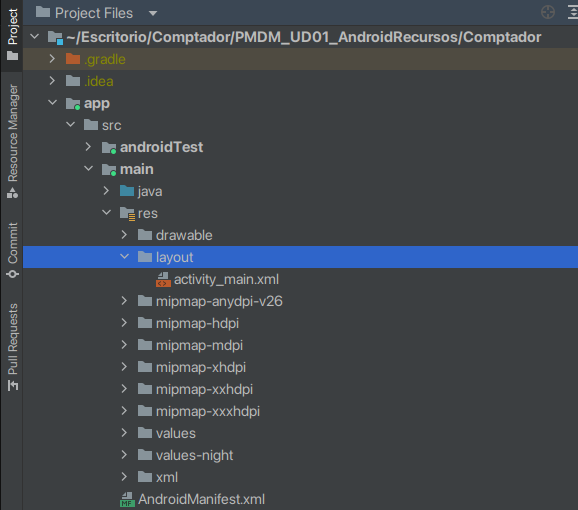 Project Files
~/Escritorio/Comptador/PMDM_UD01_AndroidRecursos/Comptador
.gradle
.idea
app
src
androidTest
main
java
res
drawable
layout
activity_main.xml
mipmap-anydpi-v26
mipmap-hdpi
mipmap-mdpi
mipmap-xhdpi
mipmap-xxhdpi
mipmap-xxxhdpi
values
values-night
xml
MF AndroidManifest.xml
Project
Resource Manager
Commit
Pull Requests